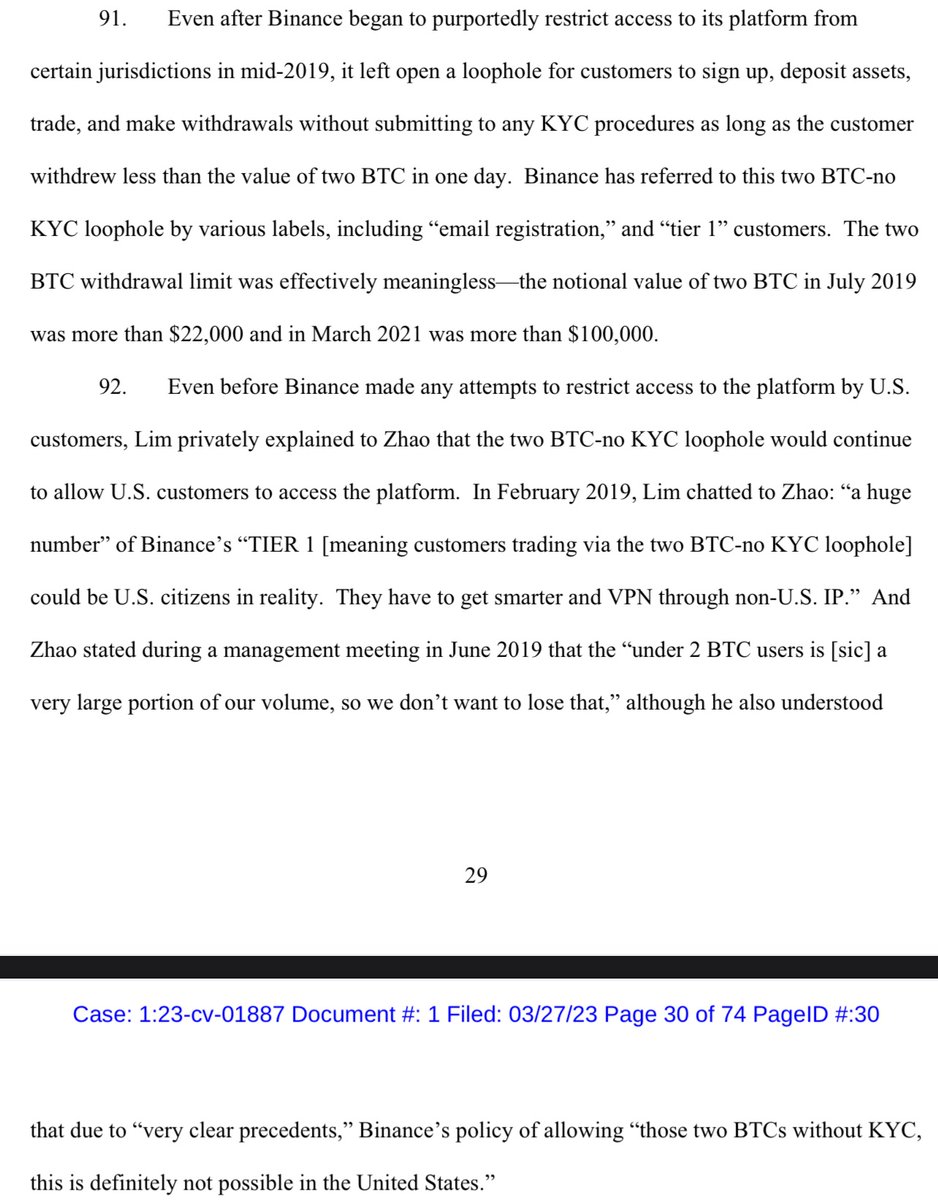 91. Even after Binance began to purportedly restrict access to its platform from
certain jurisdictions in mid-2019, it left open a loophole for customers to sign up, deposit assets,
trade, and make withdrawals without submitting to any KYC procedures as long as the customer
withdrew less than the value of two BTC in one day.  Binance has referred to this two BTC-no
KYC loophole by various labels, including “email registration,” and “tier 1” customers.  The two
BTC withdrawal limit was effectively meaningless—the notional value of two BTC in July 2019
was more than $22,000 and in March 2021 was more than $100,000.
92. Even before Binance made any attempts to restrict access to the platform by U.S.
customers, Lim privately explained to Zhao that the two BTC-no KYC loophole would continue
to allow U.S. customers to access the platform.  In February 2019, Lim chatted to Zhao: “a huge
number” of Binance’s “TIER 1 [meaning customers trading via the two BTC-no KYC loophole]
could be U.S. citizens in reality.  They have to get smarter and VPN through non-U.S. IP.”  And
Zhao stated during a management meeting in June 2019 that the “under 2 BTC users is [sic] a
very large portion of our volume, so we don’t want to lose that,” although he also understood
29
Case: 1:23-cv-01887 Document #: 1 Filed: 03/27/23 Page 30 of 74 PageID #:30
that due to “very clear precedents,” Binance’s policy of allowing “those two BTCs without KYC,
this is definitely not possible in the United States.”